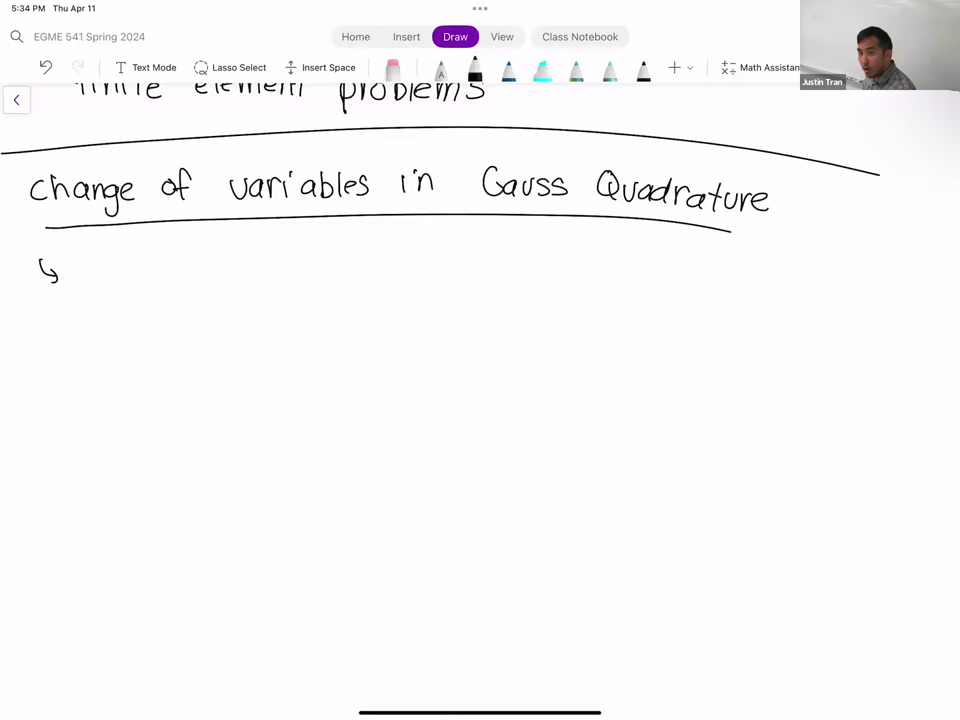 5:34 PM Thu Apr 11
EGME 541 Spring 2024
Home Insert Draw View Class Notebook
T Text Mode Lasso Select Insert Space A Math Assistan
Justin Tran
finite element problems
change of variables in Gauss Quadrature